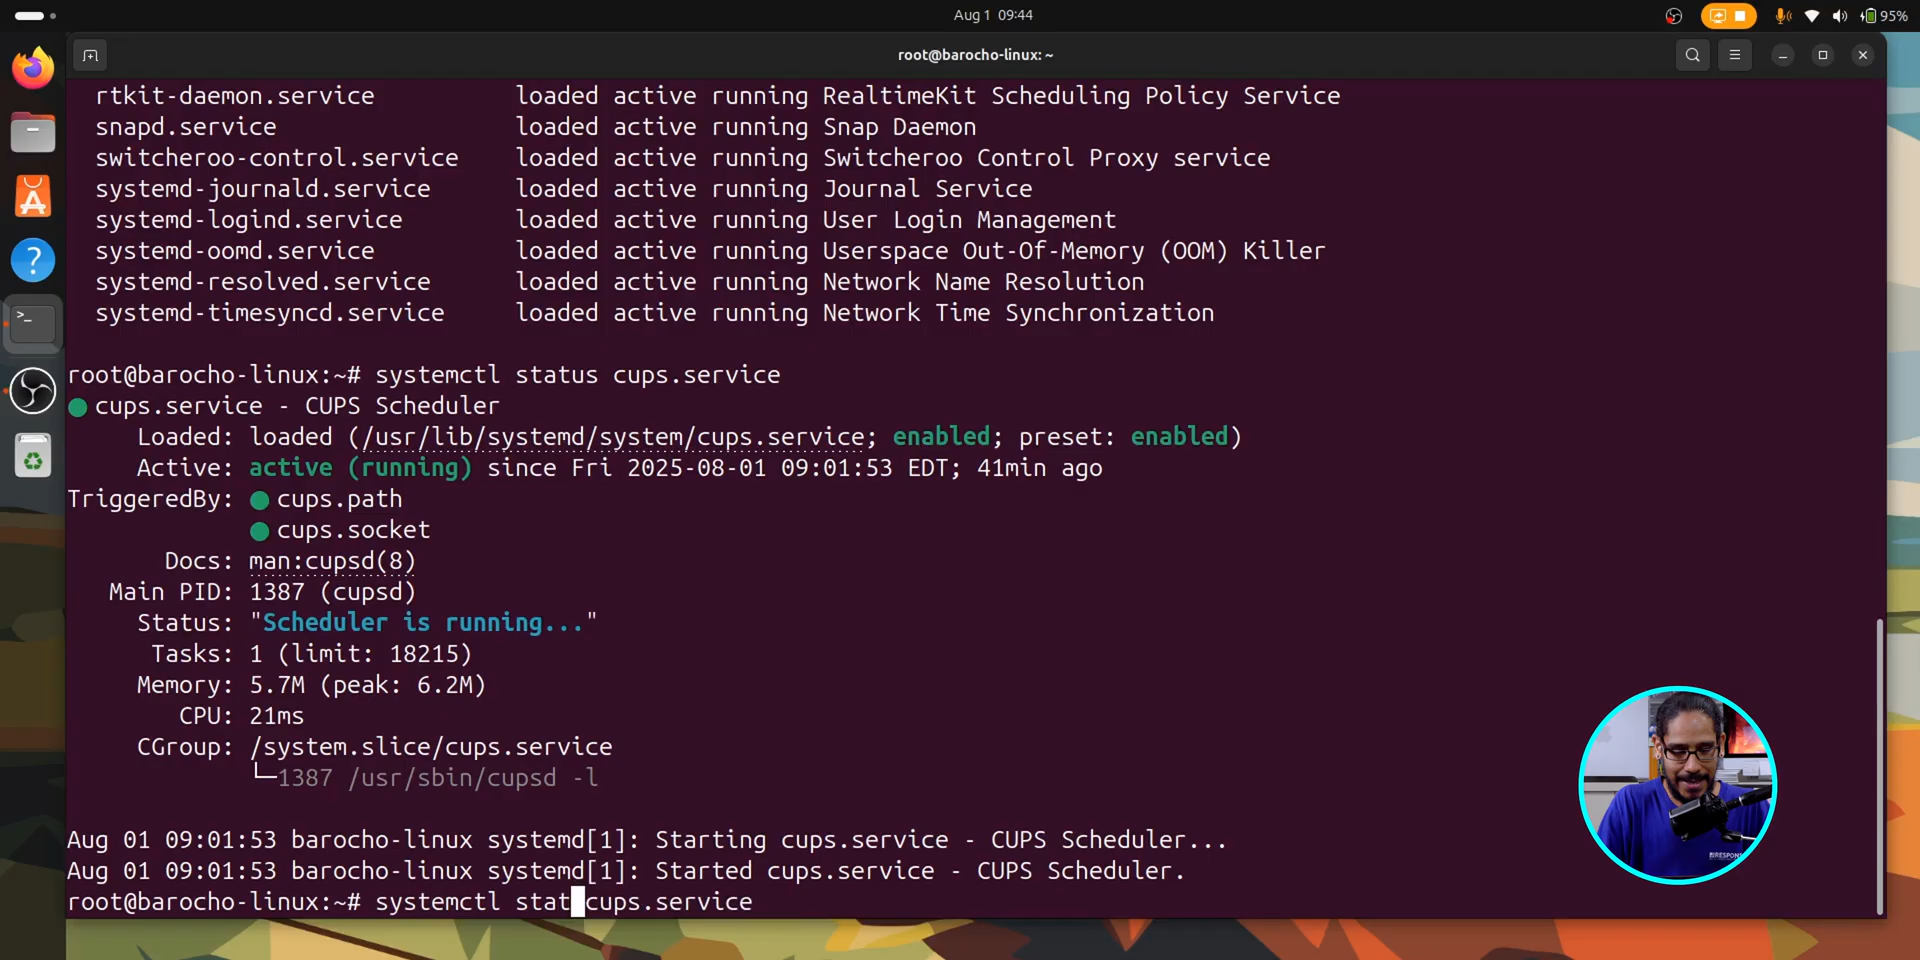 Aug 1 09:44
95%
root@barocho-linux: ~
rtkit-daemon.service loaded active running RealtimeKit Scheduling Policy Service
snapd.service loaded active running Snap Daemon
switcheroo-control.service loaded active running Switcheroo Control Proxy service
systemd-journald.service loaded active running Journal Service
systemd-logind.service loaded active running User Login Management
systemd-oomd.service loaded active running Userspace Out-Of-Memory (OOM) Killer
systemd-resolved.service loaded active running Network Name Resolution
systemd-timesyncd.service loaded active running Network Time Synchronization
root@barocho-linux:~# systemctl status cups.service
● cups.service - CUPS Scheduler
Loaded: loaded (/usr/lib/systemd/system/cups.service; enabled; preset: enabled)
Active: active (running) since Fri 2025-08-01 09:01:53 EDT; 41min ago
TriggeredBy: ● cups.path
● cups.socket
Docs: man:cupsd(8)
Main PID: 1387 (cupsd)
Status: "Scheduler is running..."
Tasks: 1 (limit: 18215)
Memory: 5.7M (peak: 6.2M)
CPU: 21ms
CGroup: /system.slice/cups.service
└─1387 /usr/sbin/cupsd -l
Aug 01 09:01:53 barocho-linux systemd[1]: Starting cups.service - CUPS Scheduler...
Aug 01 09:01:53 barocho-linux systemd[1]: Started cups.service - CUPS Scheduler.
root@barocho-linux:~# systemctl stat cups.service